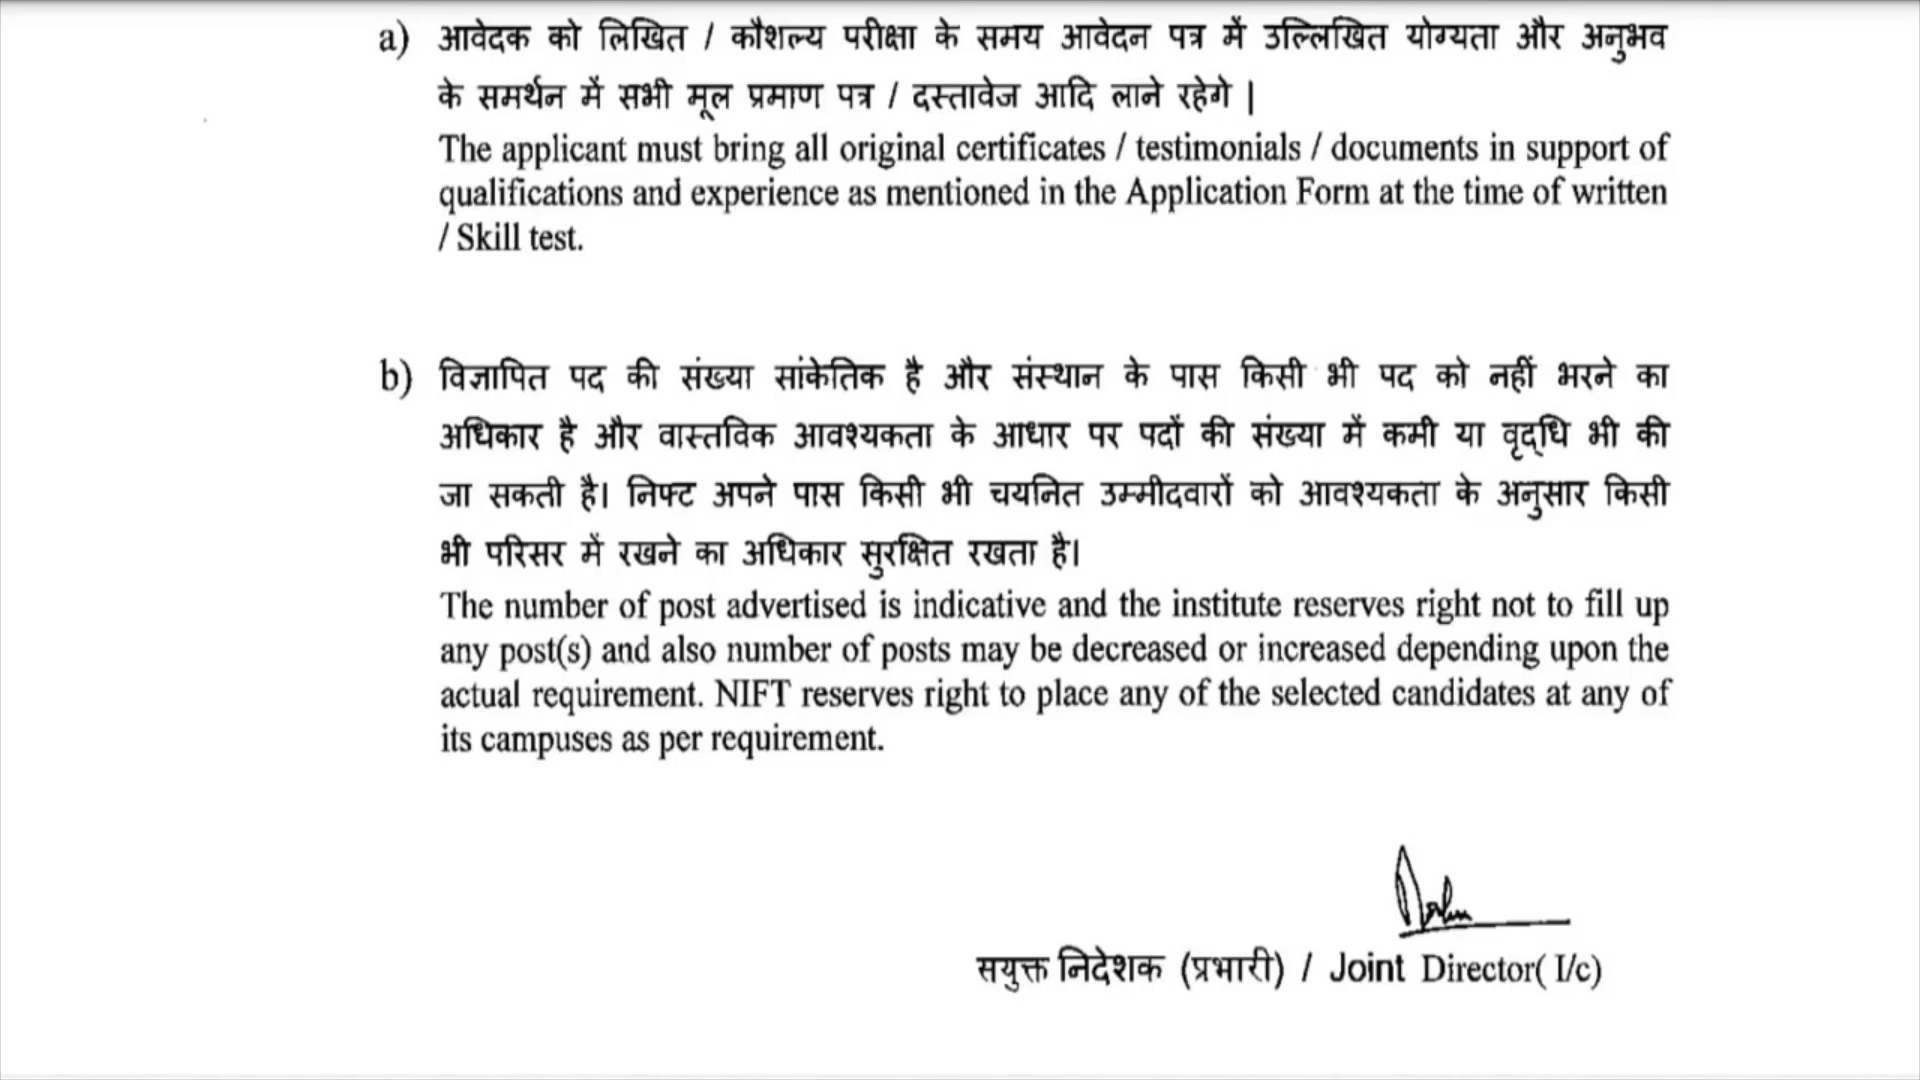 a) आवेदक को लिखित / कौशल्य परीक्षा के समय आवेदन पत्र में उल्लिखित योग्यता और अनुभव
के समर्थन में सभी मूल प्रमाण पत्र / दस्तावेज आदि लाने रहेगे |
The applicant must bring all original certificates / testimonials / documents in support of
qualifications and experience as mentioned in the Application Form at the time of written
/ Skill test.
b) विज्ञापित पद की संख्या सांकेतिक है और संस्थान के पास किसी भी पद को नहीं भरने का
अधिकार है और वास्तविक आवश्यकता के आधार पर पदों की संख्या में कमी या वृद्धि भी की
जा सकती है। निफ्ट अपने पास किसी भी चयनित उम्मीदवारों को आवश्यकता के अनुसार किसी
भी परिसर में रखने का अधिकार सुरक्षित रखता है।
The number of post advertised is indicative and the institute reserves right not to fill up
any post(s) and also number of posts may be decreased or increased depending upon the
actual requirement. NIFT reserves right to place any of the selected candidates at any of
its campuses as per requirement.
सयुक्त निदेशक (प्रभारी) / Joint Director( I/c)